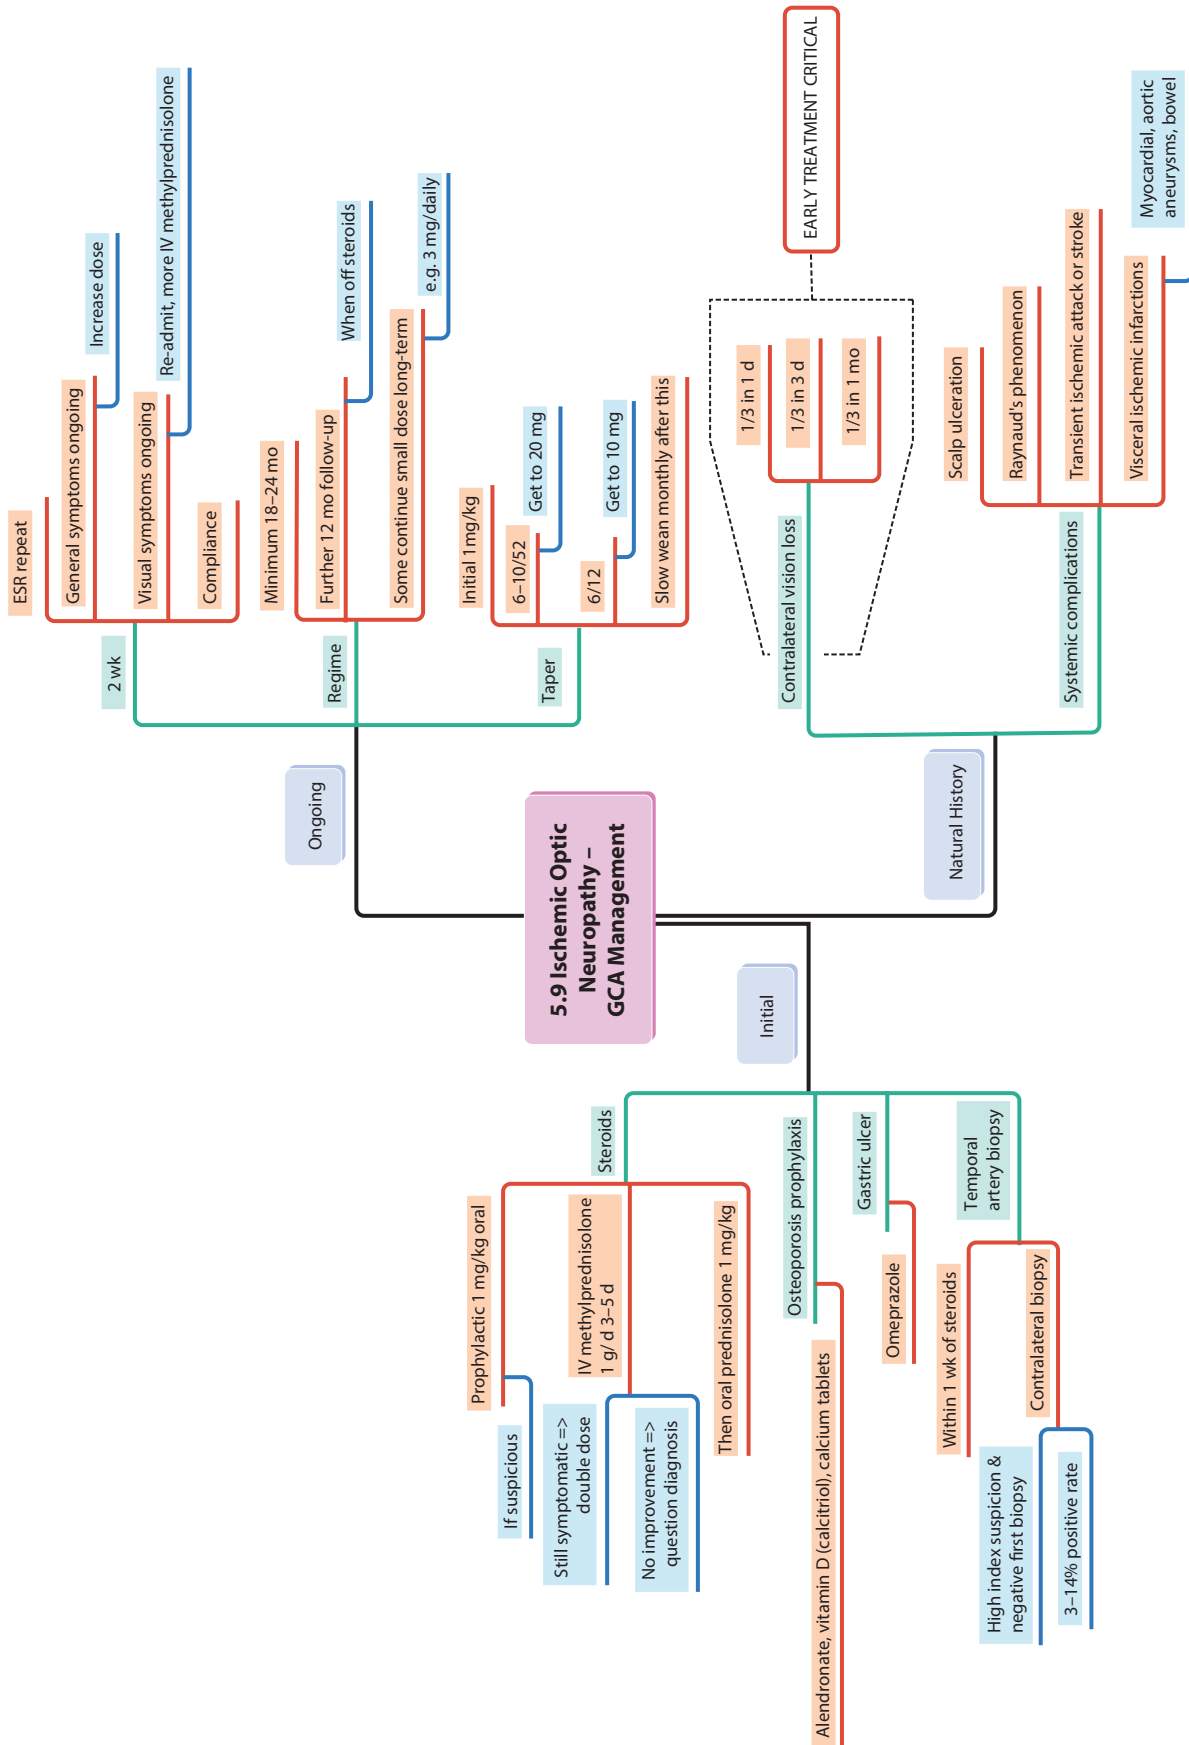 5.9 Ischemic Optic
Neuropathy –
GCA Management
Initial
Steroids
Prophylactic 1 mg/kg oral
If suspicious
IV methylprednisolone
1 g/ d 3–5 d
Still symptomatic =>
double dose
No improvement =>
question diagnosis
Then oral prednisolone 1 mg/kg
Osteoporosis prophylaxis
Alendronate, vitamin D (calcitriol), calcium tablets
Gastric ulcer
Omeprazole
Temporal
artery biopsy
Within 1 wk of steroids
Contralateral biopsy
High index suspicion &
negative first biopsy
3–14% positive rate
Ongoing
2 wk
ESR repeat
General symptoms ongoing
Increase dose
Visual symptoms ongoing
Re-admit, more IV methylprednisolone
Compliance
Regime
Minimum 18–24 mo
Further 12 mo follow-up
When off steroids
Some continue small dose long-term
e.g. 3 mg/daily
Taper
Initial 1mg/kg
6–10/52
Get to 20 mg
6/12
Get to 10 mg
Slow wean monthly after this
Natural History
Contralateral vision loss
1/3 in 1 d
1/3 in 3 d
1/3 in 1 mo
EARLY TREATMENT CRITICAL
Systemic complications
Scalp ulceration
Raynaud's phenomenon
Transient ischemic attack or stroke
Visceral ischemic infarctions
Myocardial, aortic
aneurysms, bowel